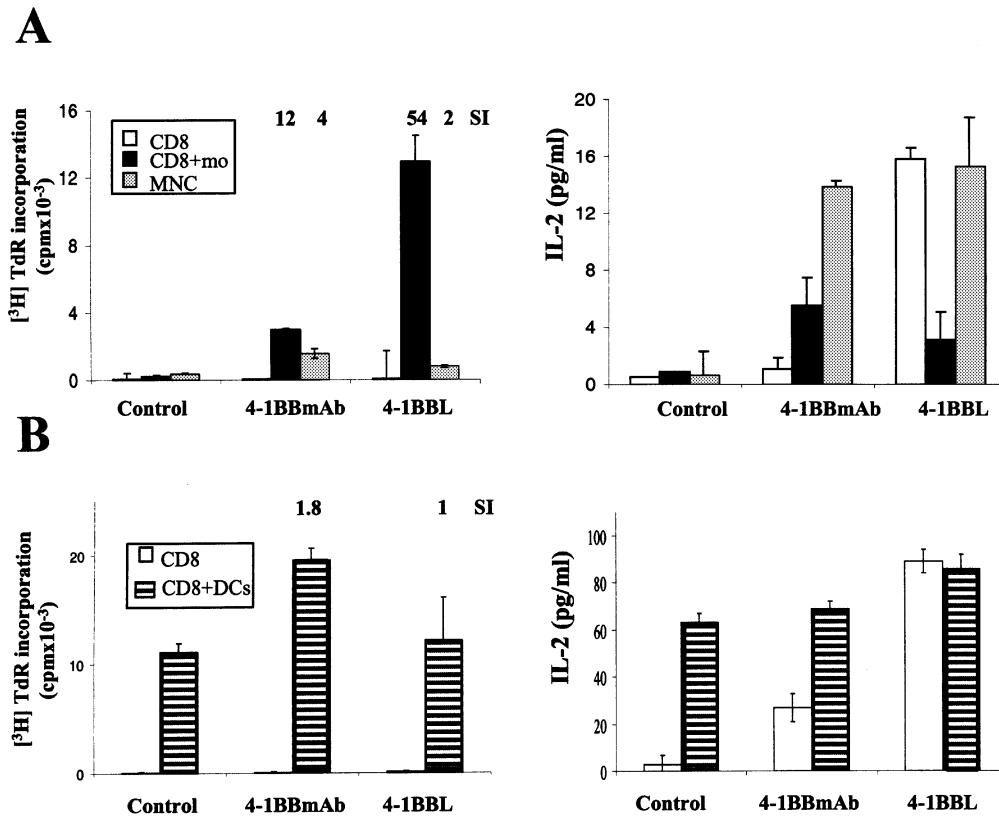 A
[³H] TdR incorporation
(cpmx10⁻³)
16
12
8
4
0
CD8
CD8+mo
MNC
12 4 54 2 SI
Control 4-1BBmAb 4-1BBL
IL-2 (pg/ml)
20
16
12
8
4
0
Control 4-1BBmAb 4-1BBL
B
[³H] TdR incorporation
(cpmx10⁻³)
20
10
0
CD8
CD8+DCs
1.8 1 SI
Control 4-1BBmAb 4-1BBL
IL-2 (pg/ml)
100
80
60
40
20
0
Control 4-1BBmAb 4-1BBL